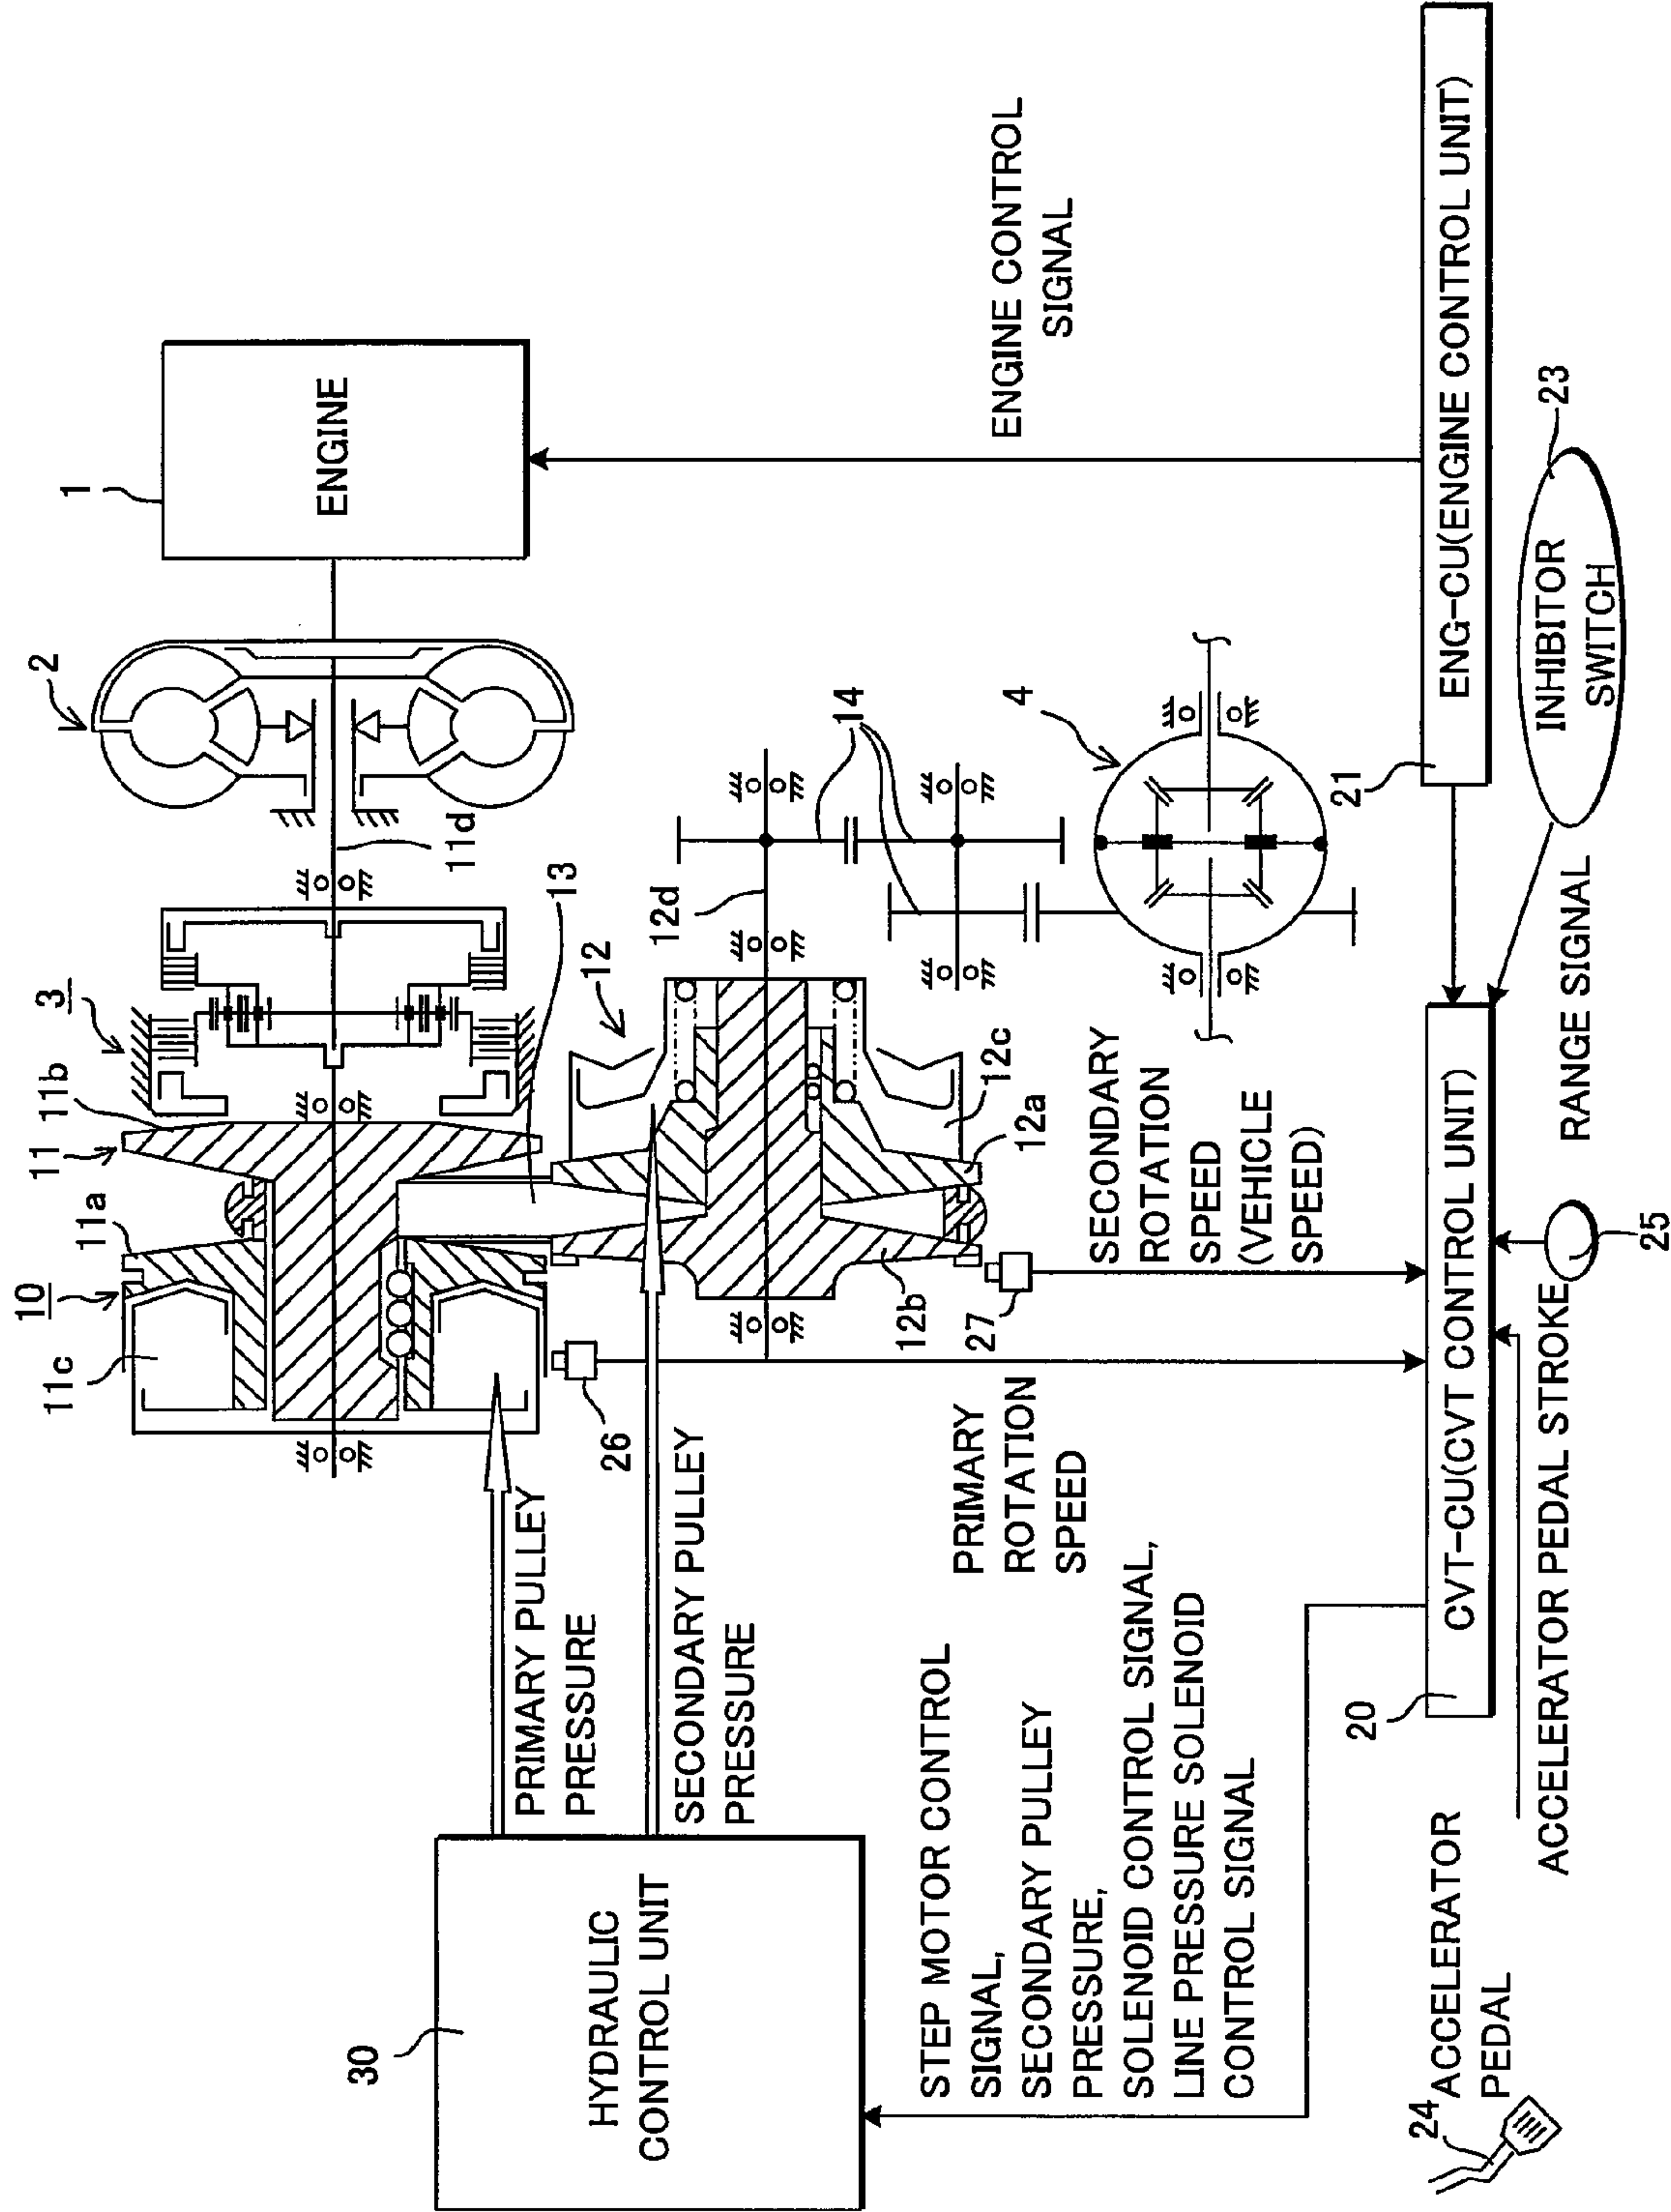 1
ENGINE
2
3
11d
13
11
11b
11a
10
11c
12
12d
14
4
12c
12a
12b
26
27
ENGINE CONTROL
SIGNAL
PRIMARY PULLEY
PRESSURE
SECONDARY PULLEY
PRESSURE
30
HYDRAULIC
CONTROL UNIT
PRIMARY
ROTATION
SPEED
SECONDARY
ROTATION
SPEED
(VEHICLE
SPEED)
STEP MOTOR CONTROL
SIGNAL,
SECONDARY PULLEY
PRESSURE,
SOLENOID CONTROL SIGNAL,
LINE PRESSURE SOLENOID
CONTROL SIGNAL
21
ENG-CU(ENGINE CONTROL UNIT)
23
INHIBITOR
SWITCH
RANGE SIGNAL
20
CVT-CU(CVT CONTROL UNIT)
25
ACCELERATOR PEDAL STROKE
24
ACCELERATOR
PEDAL